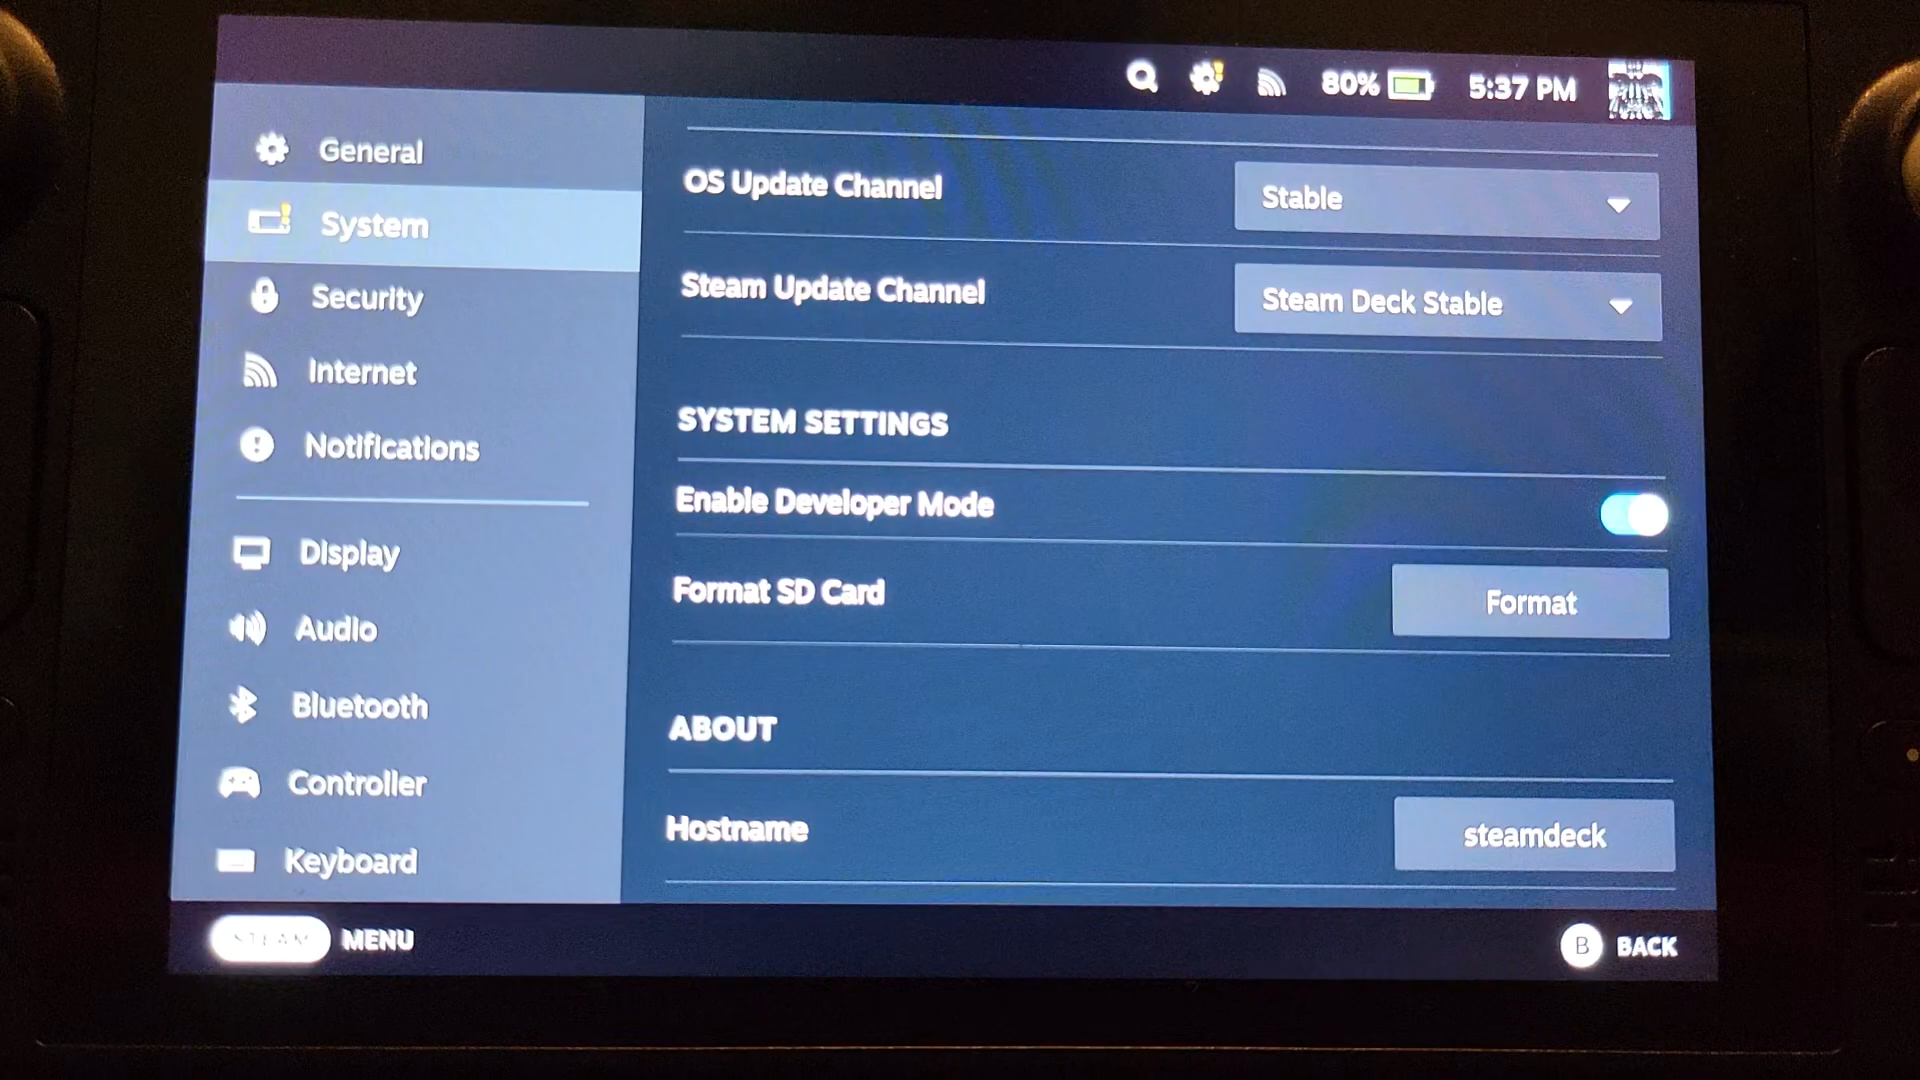 80% 5:37 PM
General
System
Security
Internet
Notifications
Display
Audio
Bluetooth
Controller
Keyboard
OS Update Channel
Stable
Steam Update Channel
Steam Deck Stable
SYSTEM SETTINGS
Enable Developer Mode
Format SD Card
Format
ABOUT
Hostname
steamdeck
STEAM MENU
B BACK